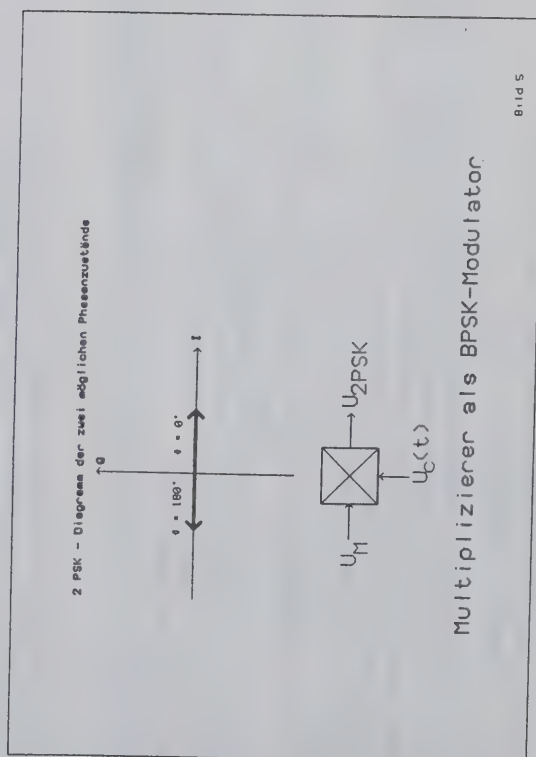 2 PSK - Diagramm der zwei möglichen Phasenzustände
Q
ϕ = 180° ϕ = 0°
I
U_M
U_2PSK
U_C(t)
Multiplizierer als BPSK-Modulator
Bild 5